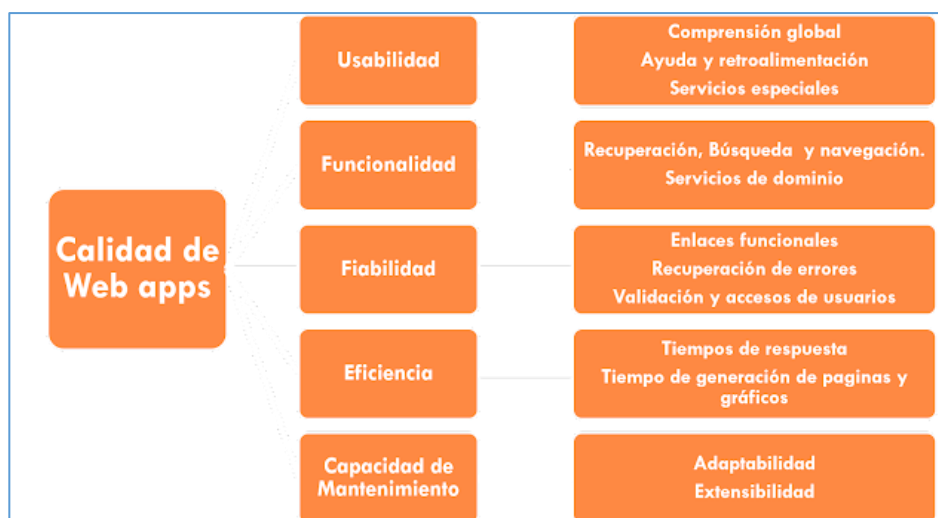 Calidad de
Web apps
Usabilidad
Comprensión global
Ayuda y retroalimentación
Servicios especiales
Funcionalidad
Recuperación, Búsqueda y navegación.
Servicios de dominio
Fiabilidad
Enlaces funcionales
Recuperación de errores
Validación y accesos de usuarios
Eficiencia
Tiempos de respuesta
Tiempo de generación de paginas y
gráficos
Capacidad de
Mantenimiento
Adaptabilidad
Extensibilidad